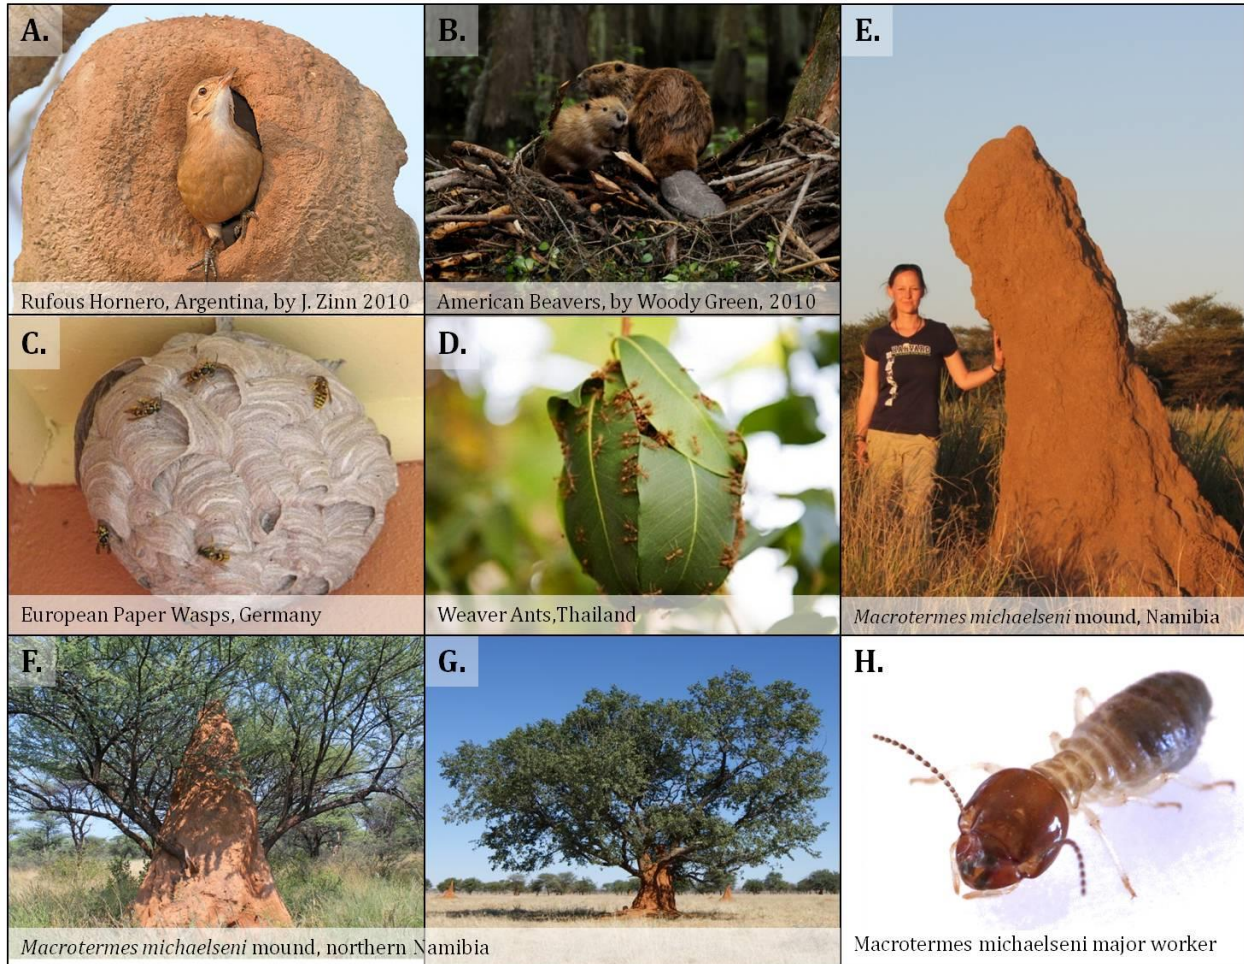 A.
Rufous Hornero, Argentina, by J. Zinn 2010
B.
American Beavers, by Woody Green, 2010
E.
HARVARD
C.
European Paper Wasps, Germany
D.
Weaver Ants,Thailand
Macrotermes michaelseni mound, Namibia
F.
G.
Macrotermes michaelseni mound, northern Namibia
H.
Macrotermes michaelseni major worker